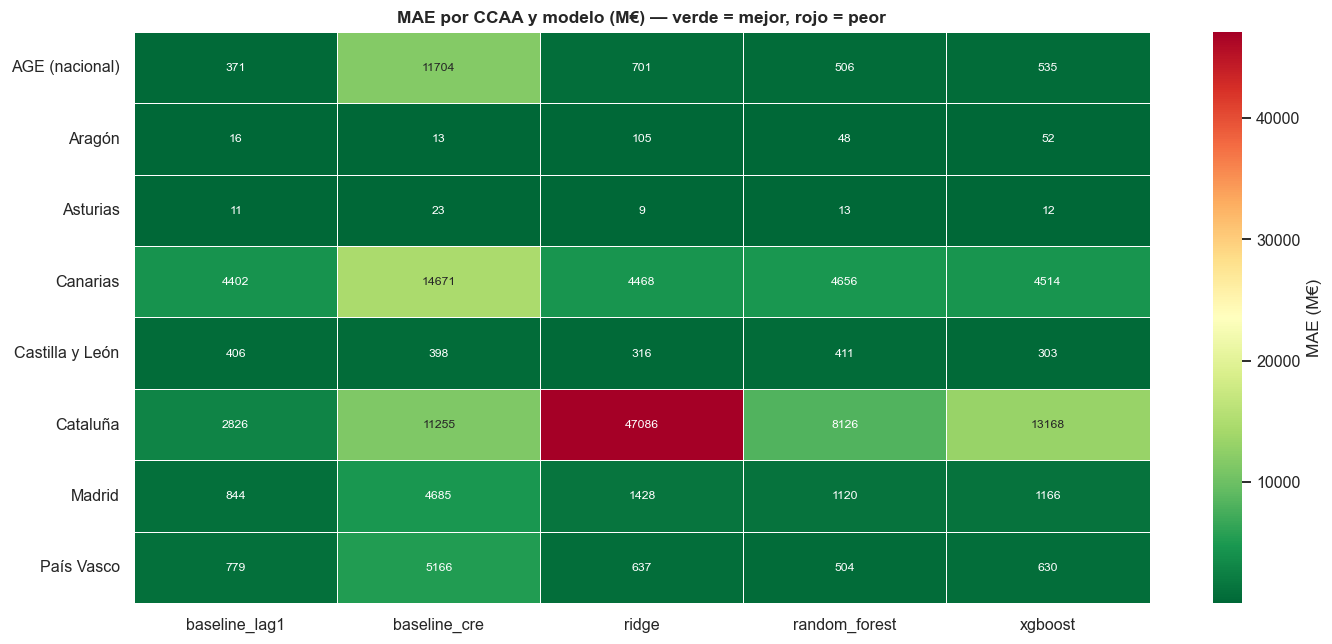 MAE por CCAA y modelo (M€) — verde = mejor, rojo = peor
AGE (nacional) 371 11704 701 506 535
Aragón 16 13 105 48 52
Asturias 11 23 9 13 12
Canarias 4402 14671 4468 4656 4514
Castilla y León 406 398 316 411 303
Cataluña 2826 11255 47086 8126 13168
Madrid 844 4685 1428 1120 1166
País Vasco 779 5166 637 504 630
baseline_lag1 baseline_cre ridge random_forest xgboost
40000
30000
20000
10000
MAE (M€)